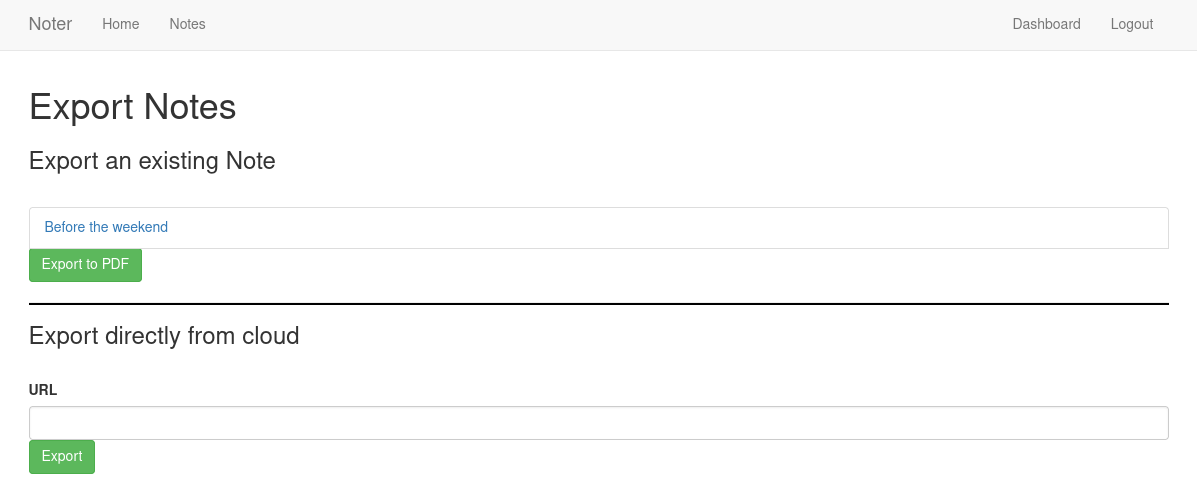 Noter Home Notes Dashboard Logout
Export Notes
Export an existing Note
Before the weekend
Export to PDF
Export directly from cloud
URL
Export